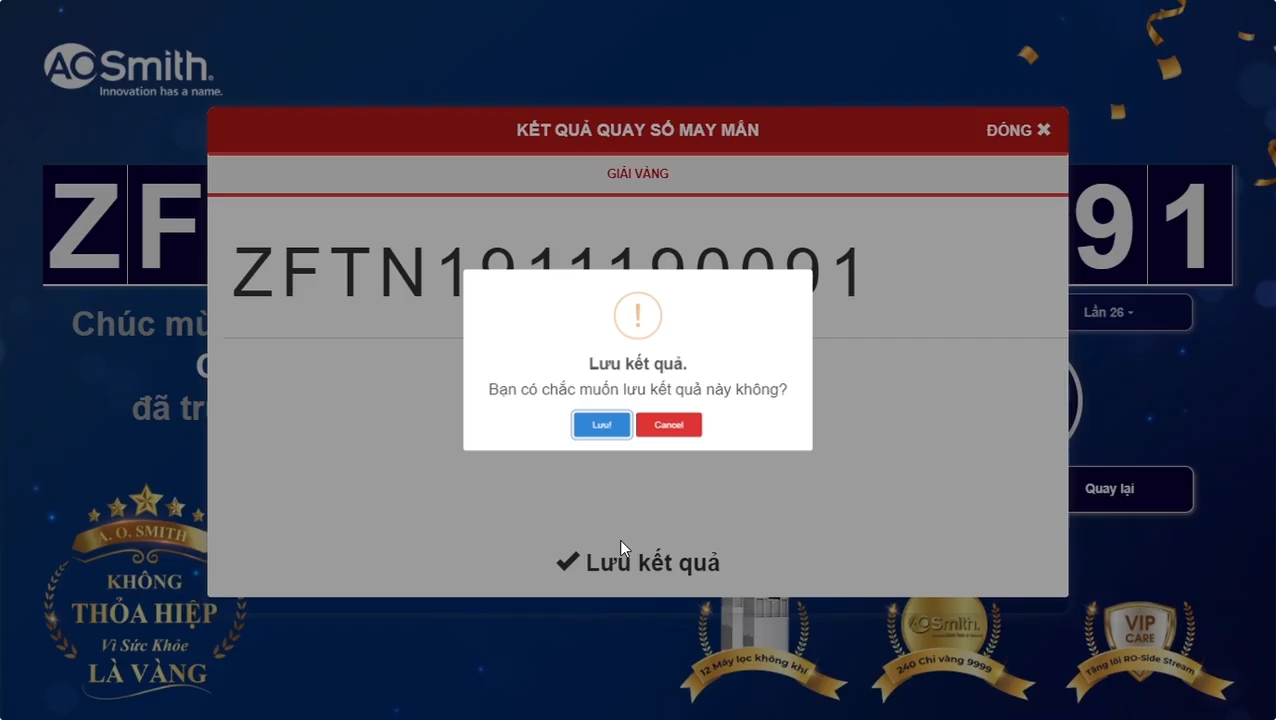 AOSmith.
Innovation has a name.
KẾT QUẢ QUAY SỐ MAY MẮN
ĐÓNG ✖
GIẢI VÀNG
ZF
91
ZFTN1911190091
Chúc mừ
Lần 26
đã trú
!
Lưu kết quả.
Bạn có chắc muốn lưu kết quả này không?
Lưu!
Cancel
Quay lại
✔ Lưu kết quả
A. O. SMITH
KHÔNG
THỎA HIỆP
Vì Sức Khỏe
LÀ VÀNG
12 Máy lọc không khí
AOSmith.
240 Chỉ vàng 9999
VIP
CARE
Tặng lõi RO-Side Stream